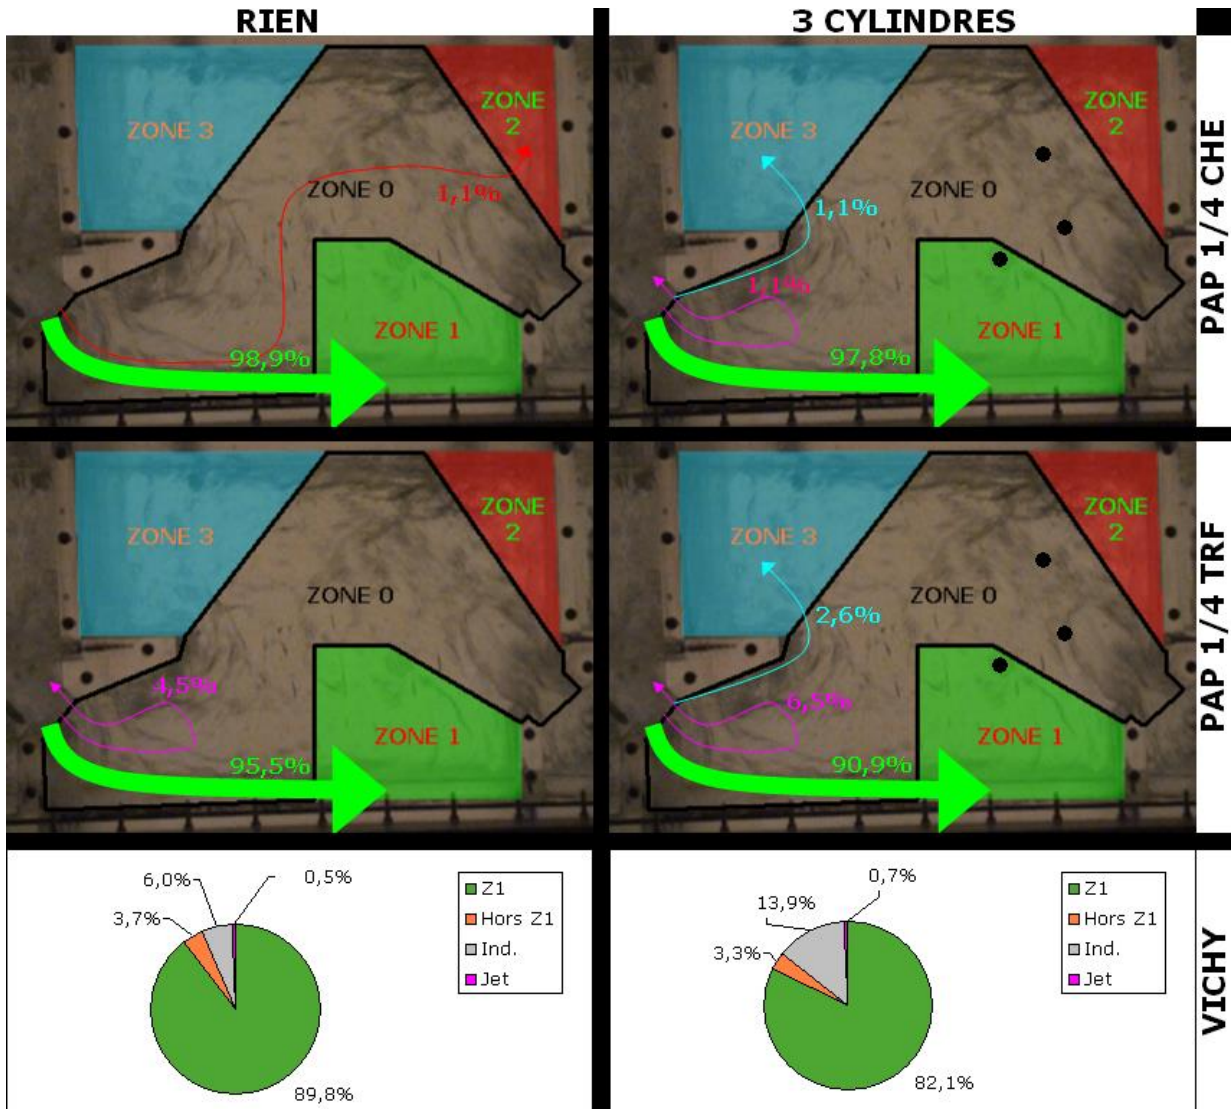 RIEN
3 CYLINDRES
ZONE 3
ZONE
2
ZONE 0
1,1%
ZONE 1
98,9%
ZONE 3
ZONE
2
ZONE 0
1,1%
1,1%
ZONE 1
97,8%
PAP 1/4 CHE
ZONE 3
ZONE
2
ZONE 0
4,5%
ZONE 1
95,5%
ZONE 3
ZONE
2
ZONE 0
2,6%
6,5%
ZONE 1
90,9%
PAP 1/4 TRF
6,0%
0,5%
3,7%
89,8%
Z1
Hors Z1
Ind.
Jet
0,7%
13,9%
3,3%
82,1%
Z1
Hors Z1
Ind.
Jet
VICHY